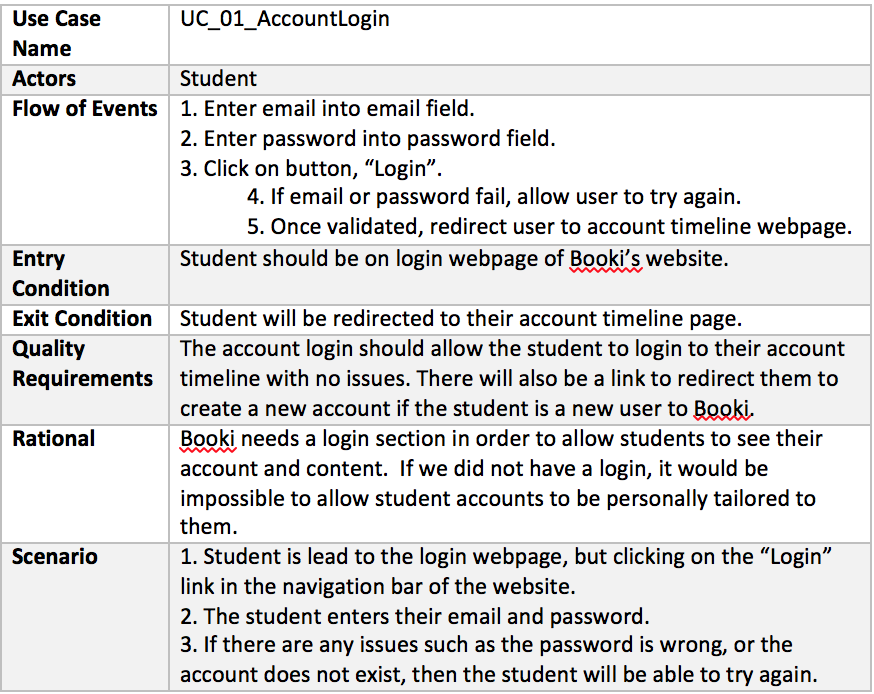 Use Case Name
UC_01_AccountLogin
Actors
Student
Flow of Events
1. Enter email into email field.
2. Enter password into password field.
3. Click on button, “Login”.
4. If email or password fail, allow user to try again.
5. Once validated, redirect user to account timeline webpage.
Entry Condition
Student should be on login webpage of Booki’s website.
Exit Condition
Student will be redirected to their account timeline page.
Quality Requirements
The account login should allow the student to login to their account
timeline with no issues. There will also be a link to redirect them to
create a new account if the student is a new user to Booki.
Rational
Booki needs a login section in order to allow students to see their
account and content.  If we did not have a login, it would be
impossible to allow student accounts to be personally tailored to
them.
Scenario
1. Student is lead to the login webpage, but clicking on the “Login”
link in the navigation bar of the website.
2. The student enters their email and password.
3. If there are any issues such as the password is wrong, or the
account does not exist, then the student will be able to try again.